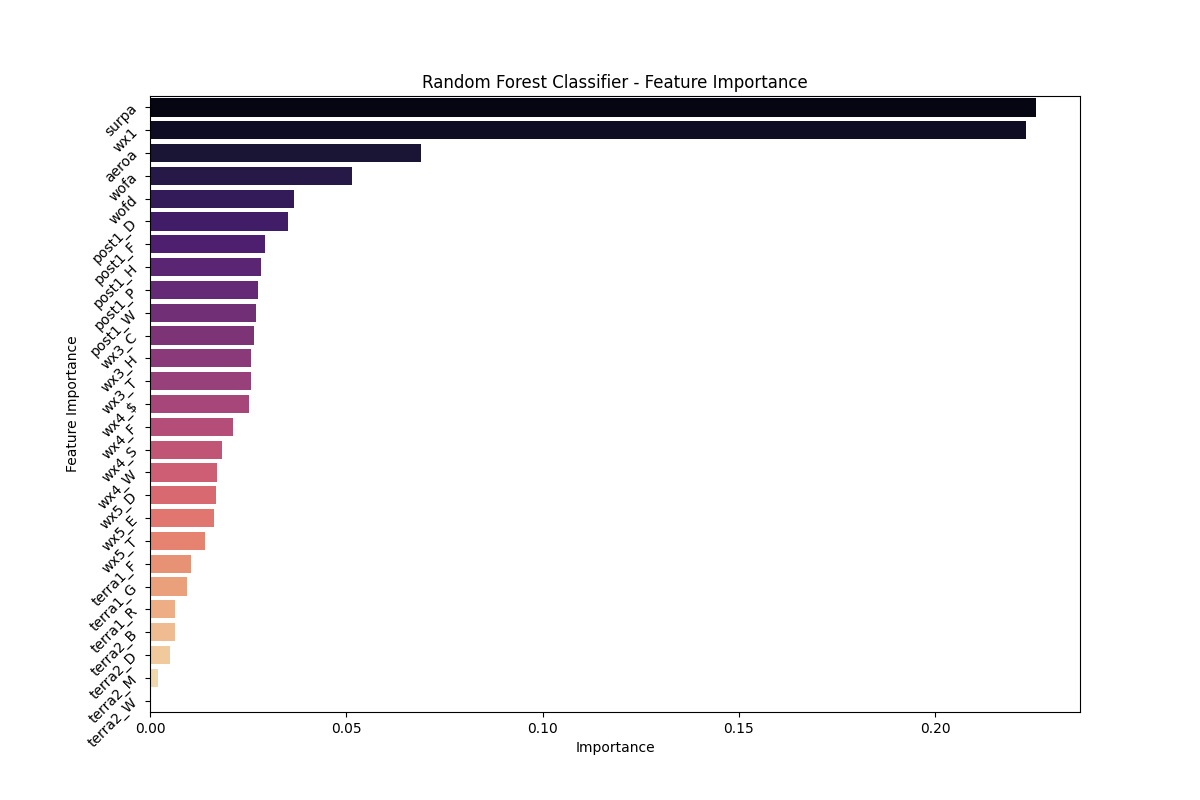 Random Forest Classifier - Feature Importance
surpa
wx1
aeroa
wofa
wofd
post1_D
post1_F
post1_H
post1_P
post1_W
wx3_C
wx3_H
wx3_T
wx4_$
wx4_F
wx4_S
wx4_W
wx5_D
wx5_E
wx5_T
terra1_F
terra1_G
terra1_R
terra2_B
terra2_D
terra2_M
terra2_W
Feature Importance
0.00 0.05 0.10 0.15 0.20
Importance